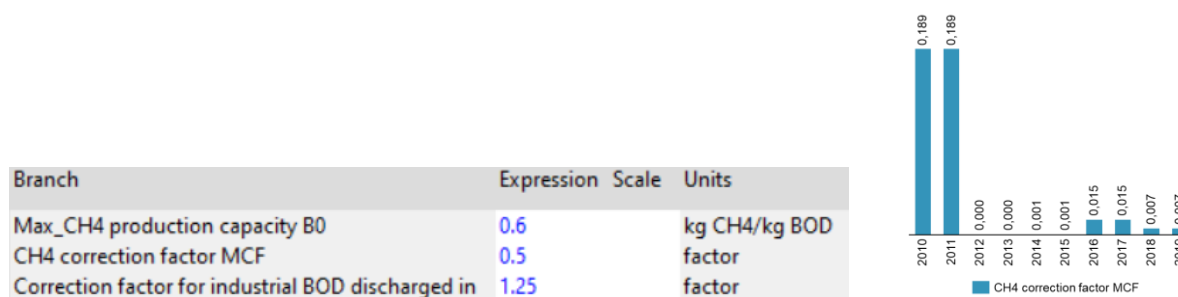 Branch Expression Scale Units
Max_CH4 production capacity B0 0.6 kg CH4/kg BOD
CH4 correction factor MCF 0.5 factor
Correction factor for industrial BOD discharged in 1.25 factor
0,189 0,189 0,000 0,000 0,001 0,001 0,015 0,015 0,007
2010 2011 2012 2013 2014 2015 2016 2017 2018
CH4 correction factor MCF